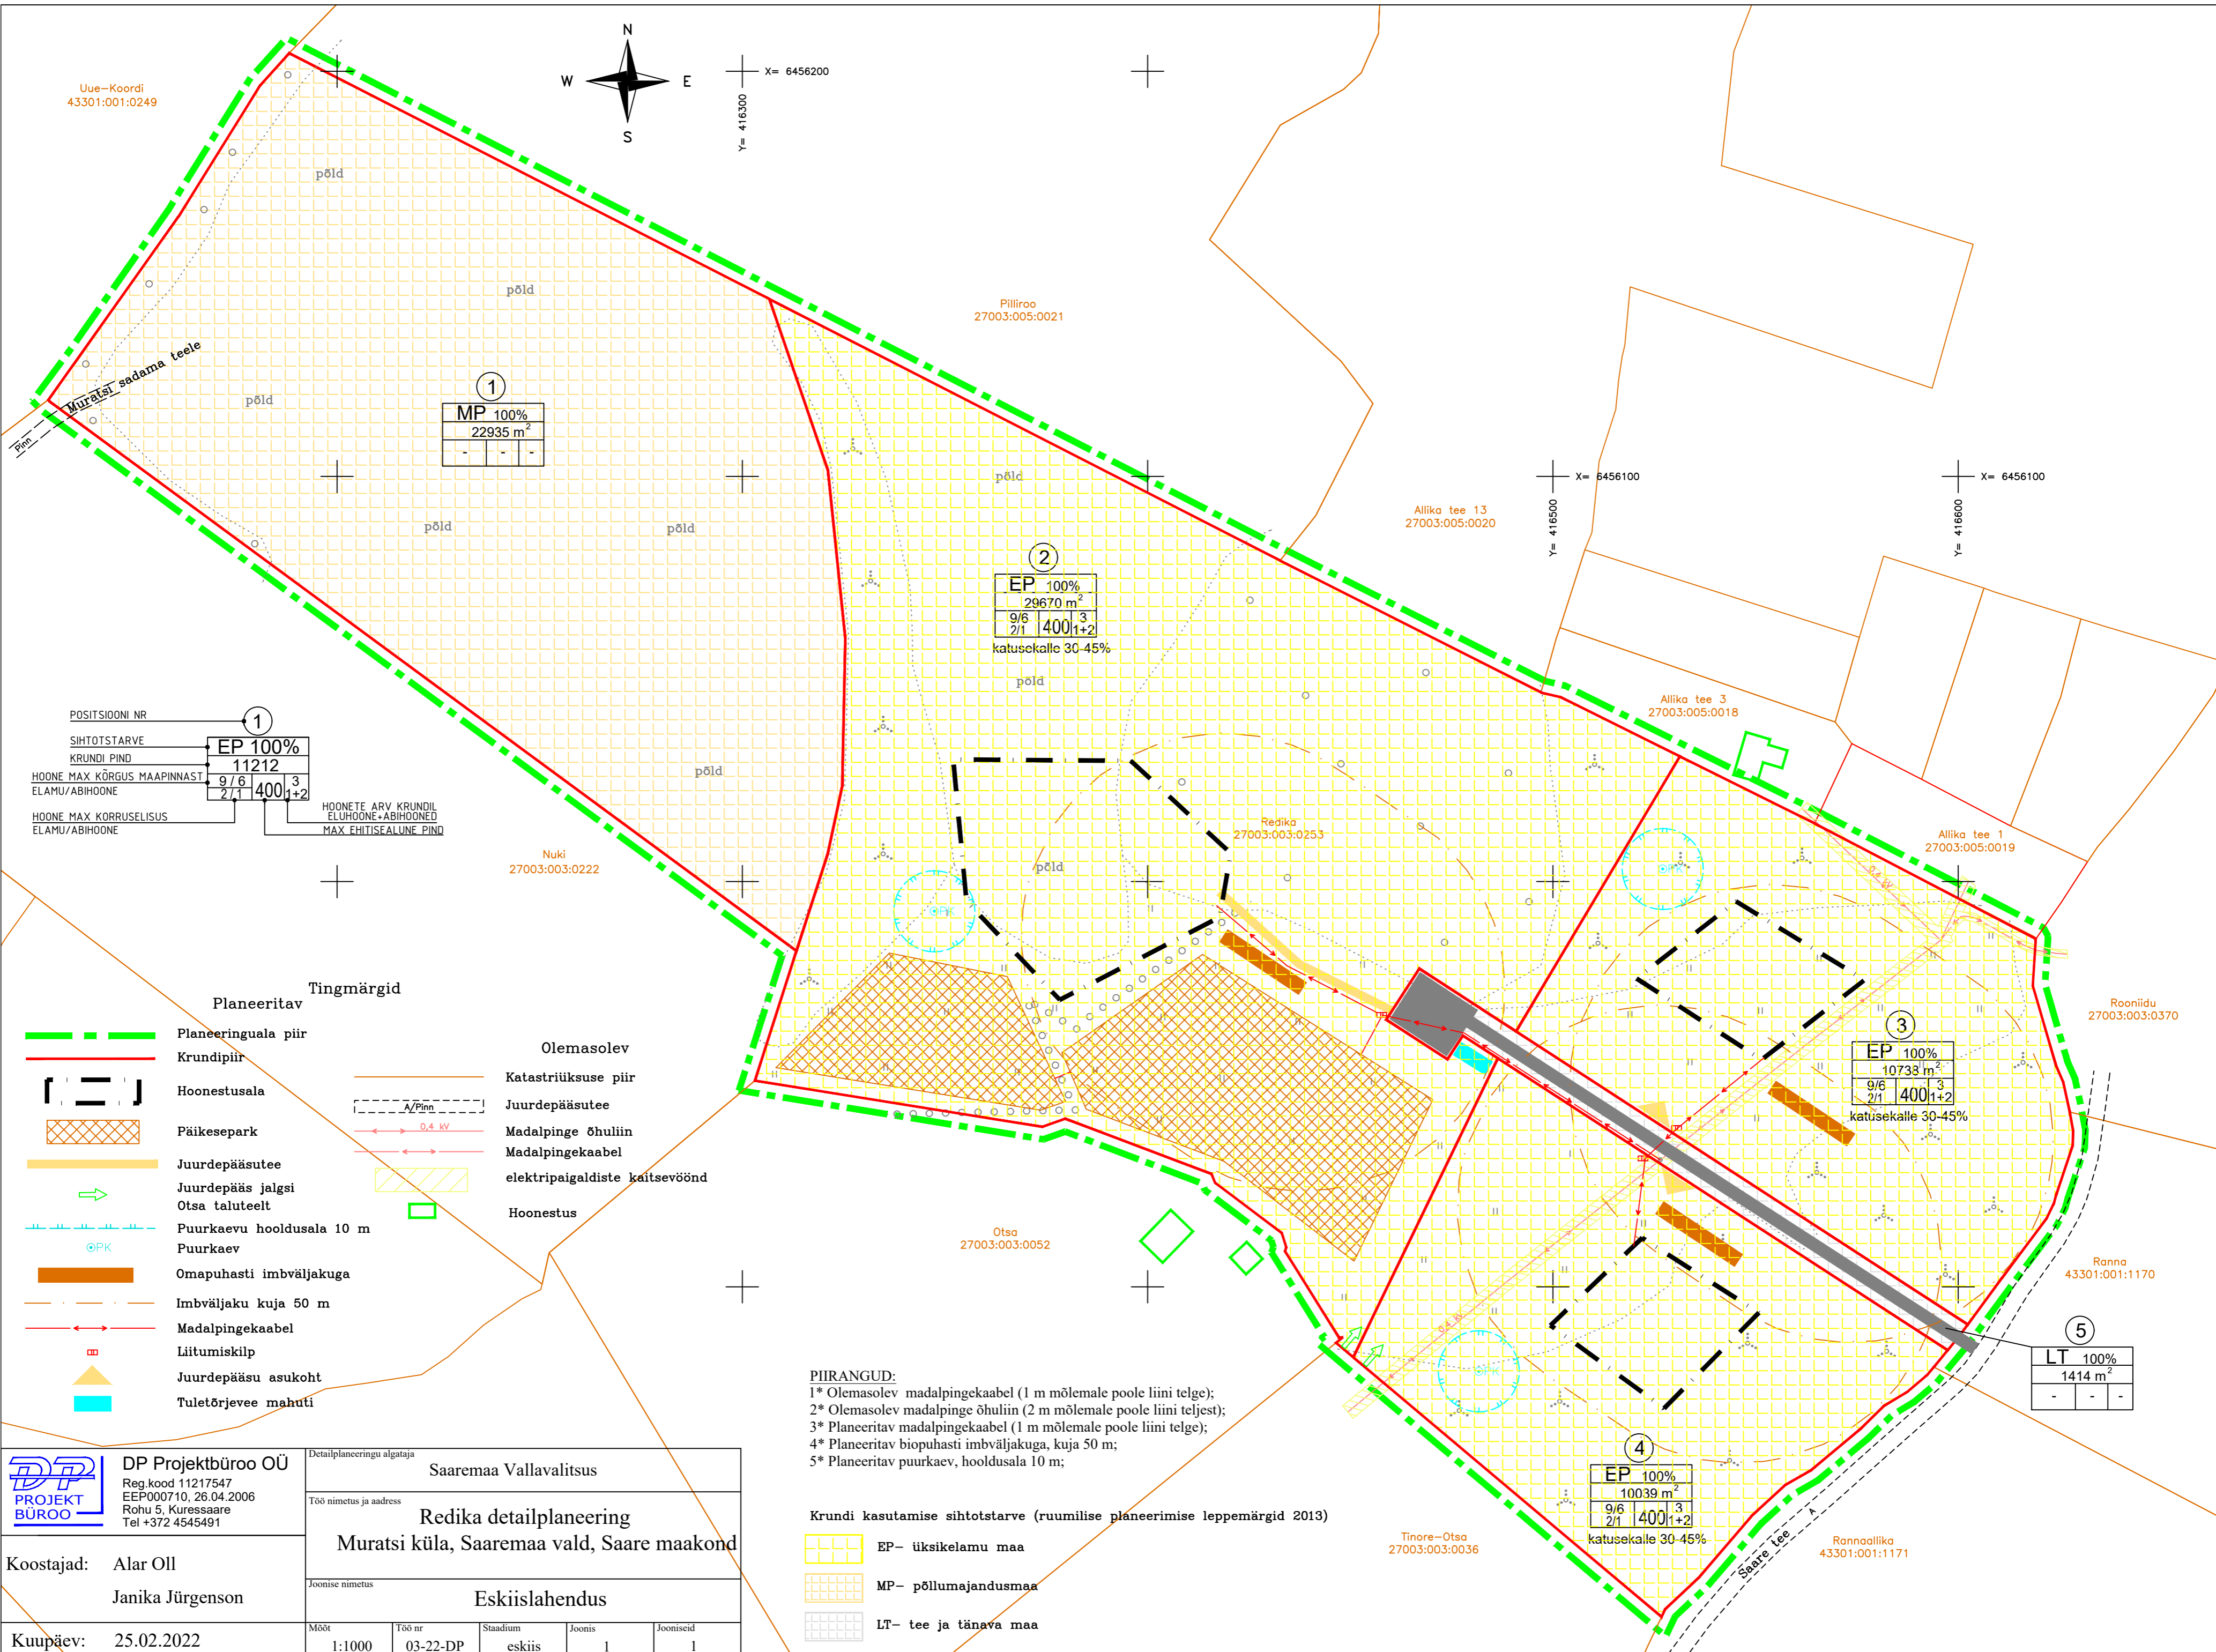 N
W
E
S
X= 6456200
Y= 416300
Uue-Koordi
43301:001:0249
põld
põld
põld
põld
põld
põld
Muratsi sadama teele
Pinn
1
MP 100%
22935 m²
- - -
Pilliroo
27003:005:0021
põld
põld
põld
2
EP 100%
29670 m²
9/6
2/1
400
3
1+2
katusekalle 30-45%
Allika tee 13
27003:005:0020
X= 6456100
Y= 416500
X= 6456100
Y= 416600
Allika tee 3
27003:005:0018
Allika tee 1
27003:005:0019
Redika
27003:003:0253
PK
PK
0,4 kV
Rooniidu
27003:003:0370
3
EP 100%
10738 m²
9/6
2/1
400
3
1+2
katusekalle 30-45%
POSITSIOONI NR
1
SIHTOTSTARVE
EP 100%
KRUNDI PIND
11212
HOONE MAX KÕRGUS MAAPINNAST
ELAMU/ABIHOONE
9 / 6
2 / 1
400
3
1+2
HOONE MAX KORRUSELISUS
ELAMU/ABIHOONE
HOONETE ARV KRUNDIL
ELUHOONE+ABIHOONED
MAX EHITISEALUNE PIND
Nuki
27003:003:0222
Tingmärgid
Planeeritav
Planeeringuala piir
Krundipiir
Hoonestusala
Päikesepark
Juurdepääsutee
Juurdepääs jalgsi
Otsa taluteelt
Puurkaevu hooldusala 10 m
PK
Puurkaev
Omapuhasti imbväljakuga
Imbväljaku kuja 50 m
Madalpingekaabel
Liitumiskilp
Juurdepääsu asukoht
Tuletõrjevee mahuti
Olemasolev
Katastriüksuse piir
A/Pinn
Juurdepääsutee
0,4 kV
Madalpinge õhuliin
Madalpingekaabel
elektripaigaldiste kaitsevöönd
Hoonestus
Otsa
27003:003:0052
0,4 kV
PK
Ranna
43301:001:1170
5
LT 100%
1414 m²
- - -
4
EP 100%
10039 m²
9/6
2/1
400
3
1+2
katusekalle 30-45%
Tinore-Otsa
27003:003:0036
Saare tee
A
Rannaallika
43301:001:1171
PIIRANGUD:
1* Olemasolev madalpingekaabel (1 m mõlemale poole liini telge);
2* Olemasolev madalpinge õhuliin (2 m mõlemale poole liini teljest);
3* Planeeritav madalpingekaabel (1 m mõlemale poole liini telge);
4* Planeeritav biopuhasti imbväljakuga, kuja 50 m;
5* Planeeritav puurkaev, hooldusala 10 m;
Krundi kasutamise sihtotstarve (ruumilise planeerimise leppemärgid 2013)
EP- üksikelamu maa
MP- põllumajandusmaa
LT- tee ja tänava maa
DP
PROJEKT
BÜROO
DP Projektbüroo OÜ
Reg.kood 11217547
EEP000710, 26.04.2006
Rohu 5, Kuressaare
Tel +372 4545491
Koostajad: Alar Oll
Janika Jürgenson
Kuupäev: 25.02.2022
Detailplaneeringu algataja
Saaremaa Vallavalitsus
Töö nimetus ja aadress
Redika detailplaneering
Muratsi küla, Saaremaa vald, Saare maakond
Joonise nimetus
Eskiislahendus
Mõõt
1:1000
Töö nr
03-22-DP
Staadium
eskiis
Joonis
1
Jooniseid
1